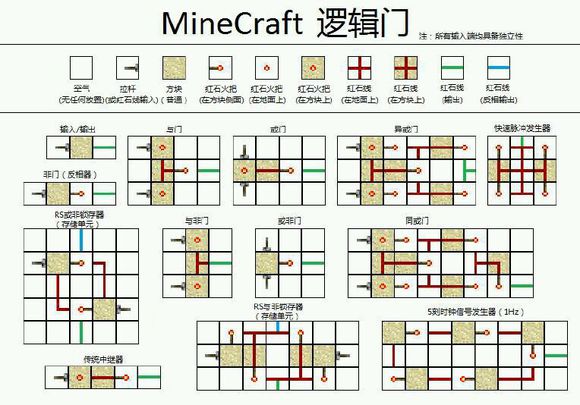 MineCraft 逻辑门
注：所有输入端均具备独立性
空气
(无任何放置)
拉杆
(或红石线输入)
方块
(普通)
红石火把
(在方块侧面)
红石火把
(在地面上)
红石火把
(在方块上)
红石线
(在地面上)
红石线
(在方块上)
红石线
(输出)
红石线
(反相输出)
输入/输出
与门
或门
异或门
快速脉冲发生器
非门（反相器）
RS或非锁存器
（存储单元）
与非门
或非门
同或门
RS与非锁存器
（存储单元）
5刻时钟信号发生器（1Hz）
传统中继器